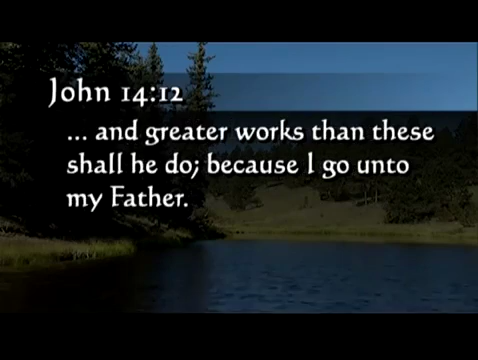 John 14:12
... and greater works than these
shall he do; because I go unto
my Father.